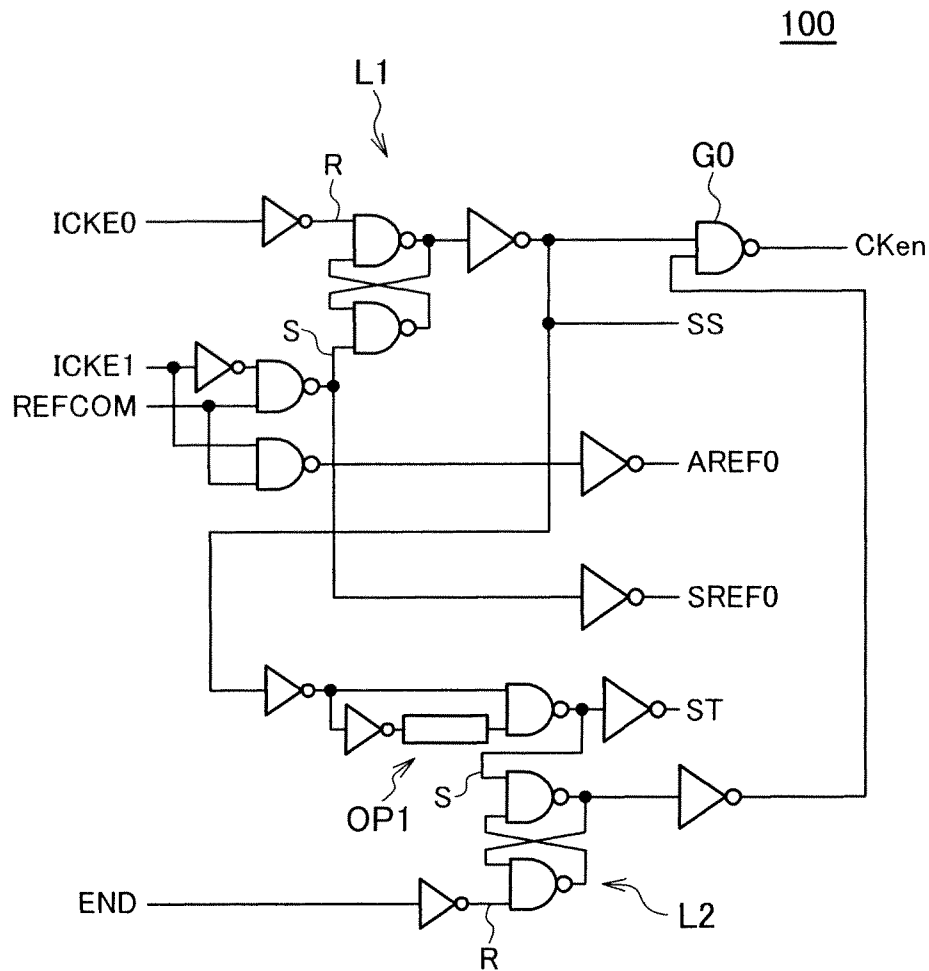 100
L1
G0
R
ICKE0
CKen
SS
S
ICKE1
REFCOM
AREF0
SREF0
ST
S
OP1
END
L2
R